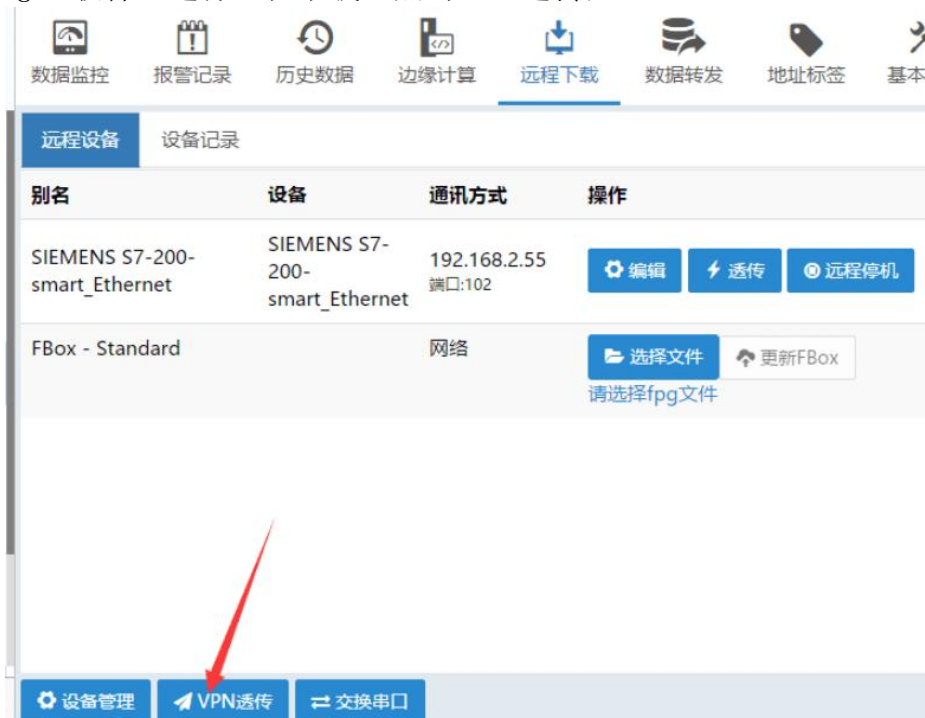 数据监控 报警记录 历史数据 边缘计算 远程下载 数据转发 地址标签 基本
远程设备 设备记录
别名 设备 通讯方式 操作
SIEMENS S7-200-
smart_Ethernet
SIEMENS S7-
200-
smart_Ethernet
192.168.2.55
端口:102
编辑 透传 远程停机
FBox - Standard 网络 选择文件 更新FBox
请选择fpg文件
设备管理 VPN透传 交换串口